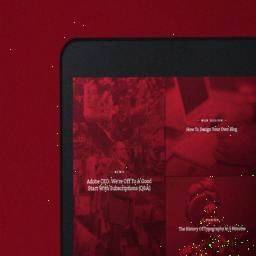 WEB DESIGN
How To Design Your Own Blog
NEWS
Adobe CEO: We're Off To A Good
Start With Subscriptions (Q&A)
The History Of Typography In 5 Minutes